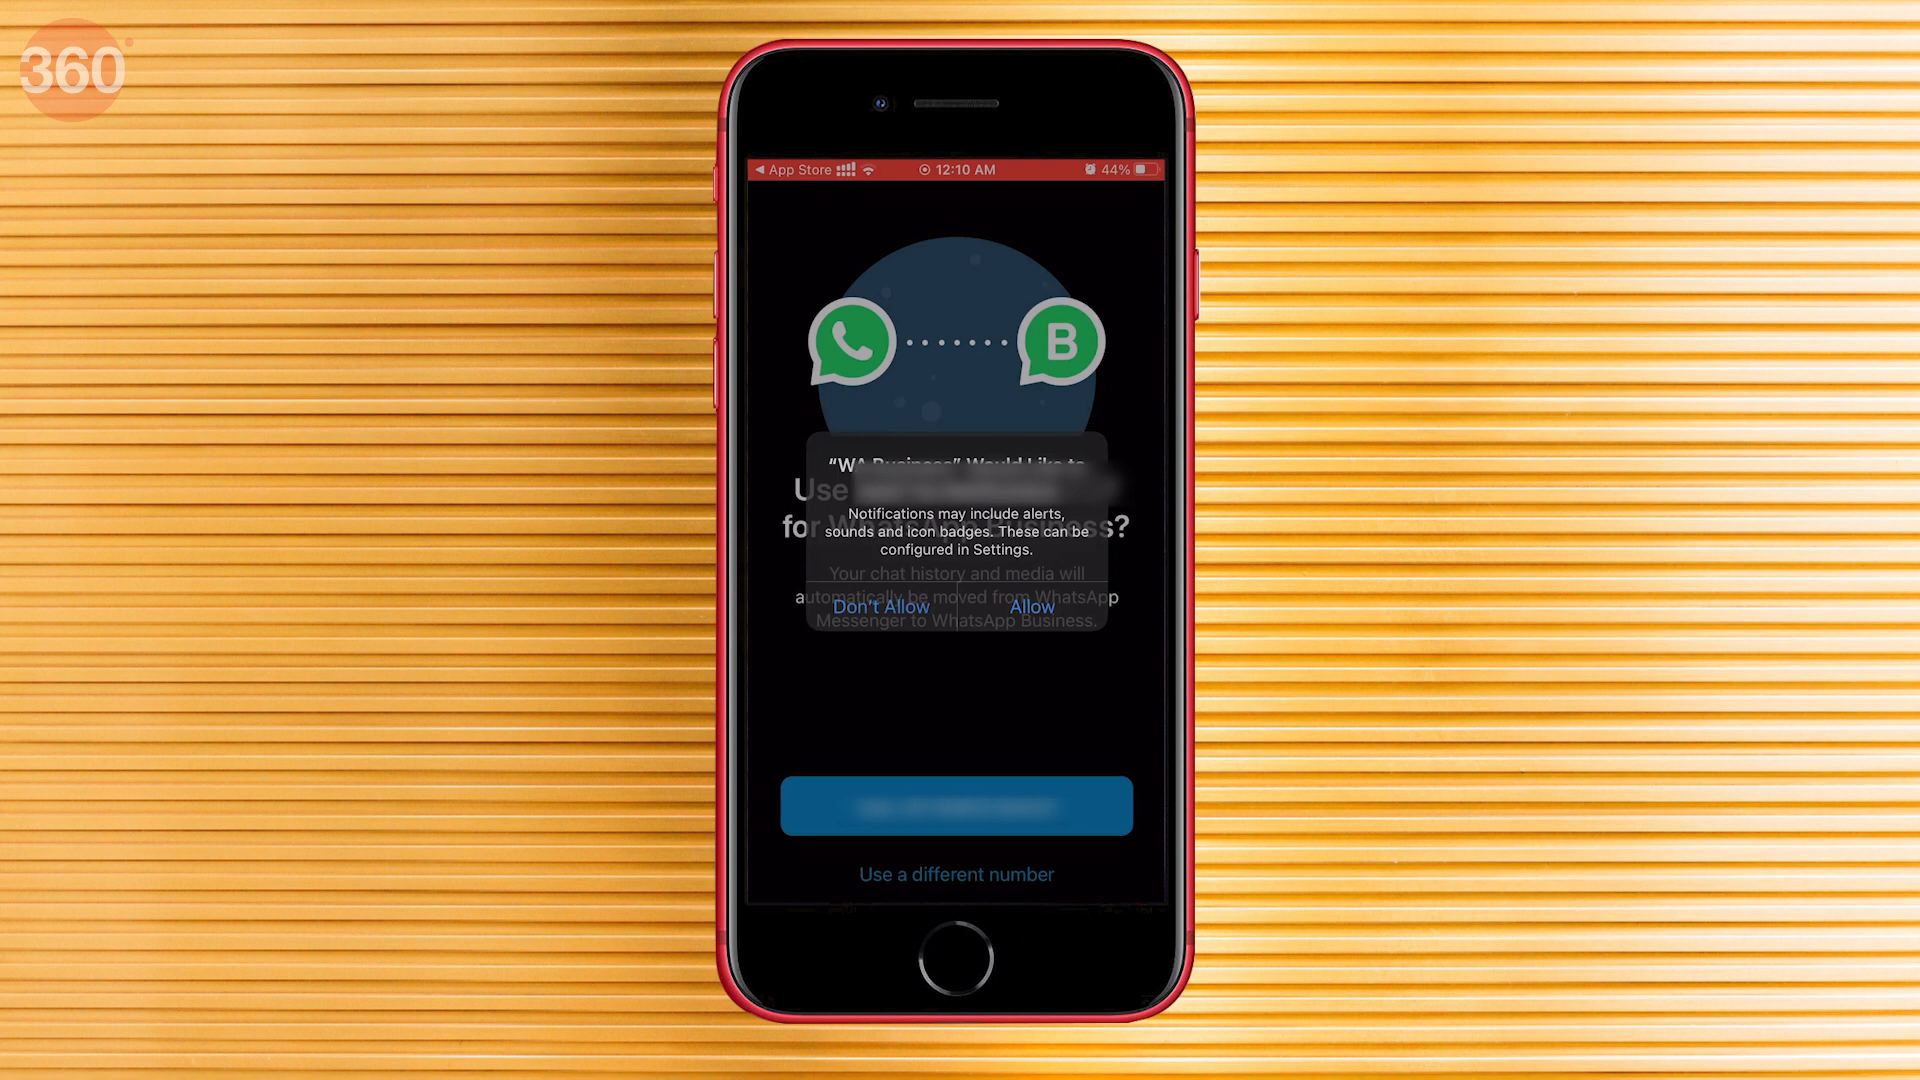 360
App Store 12:10 AM 44%
B
“WA Business” Would Like to
Use
for WhatsApp Business?
Notifications may include alerts,
sounds and icon badges. These can be
configured in Settings.
Your chat history and media will
automatically be moved from WhatsApp
Messenger to WhatsApp Business.
Don't Allow Allow
Use a different number